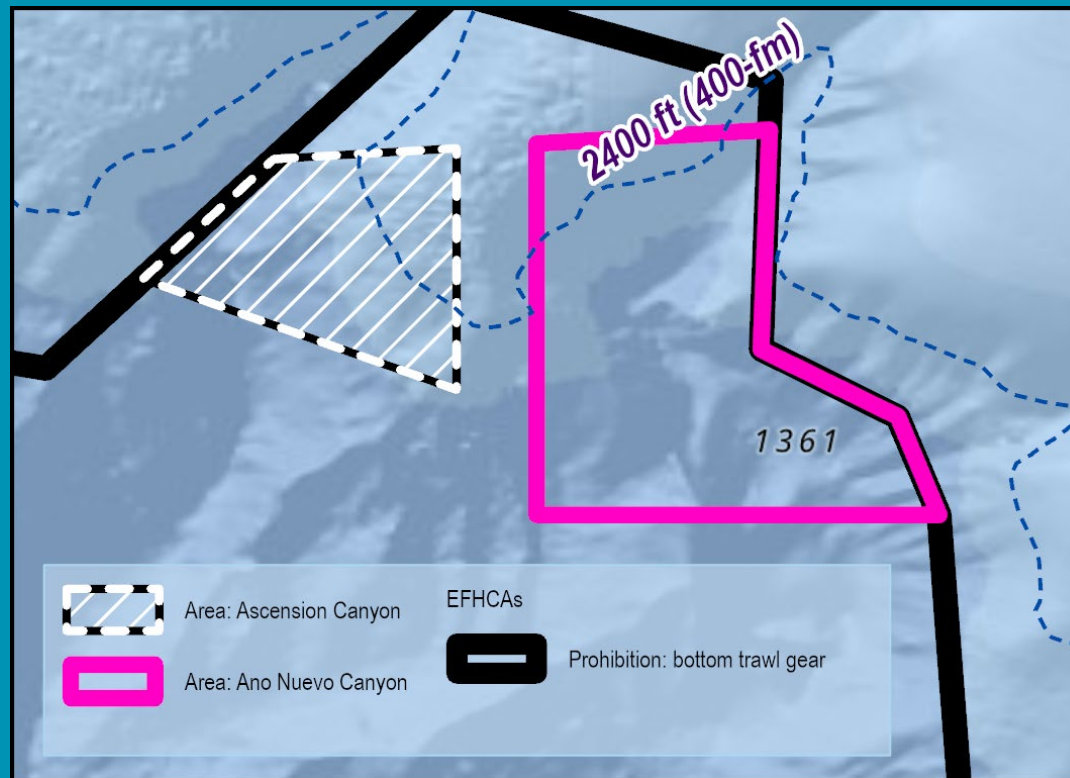 2400 ft (400-fm)
1361
Area: Ascension Canyon
Area: Ano Nuevo Canyon
EFHCAs
Prohibition: bottom trawl gear